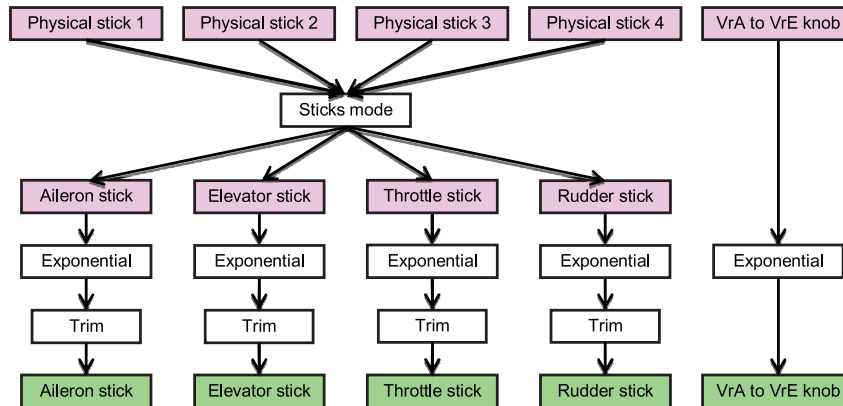 Physical stick 1
Physical stick 2
Physical stick 3
Physical stick 4
VrA to VrE knob
Sticks mode
Aileron stick
Elevator stick
Throttle stick
Rudder stick
Exponential
Exponential
Exponential
Exponential
Exponential
Trim
Trim
Trim
Trim
Aileron stick
Elevator stick
Throttle stick
Rudder stick
VrA to VrE knob